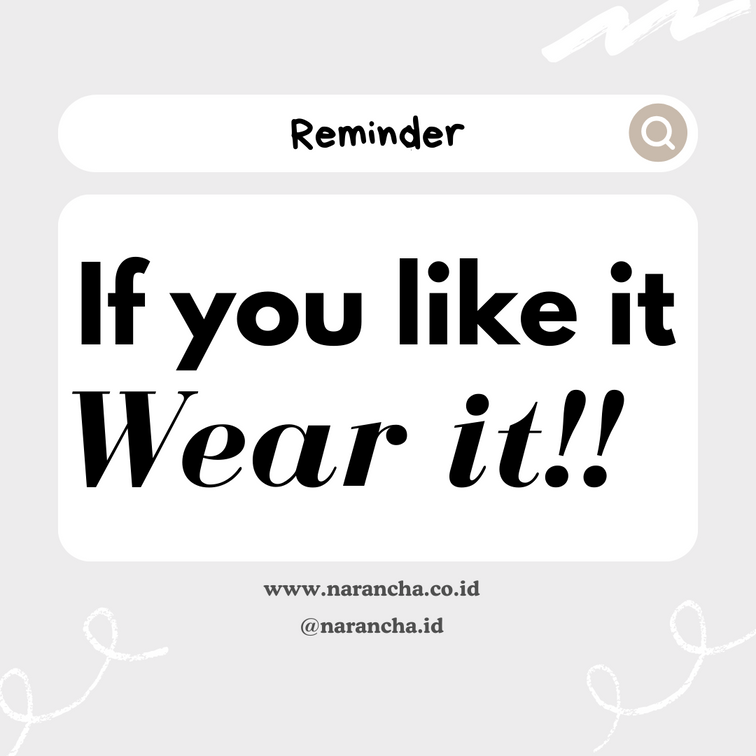 Reminder
If you like it
Wear it!!
www.narancha.co.id
@narancha.id